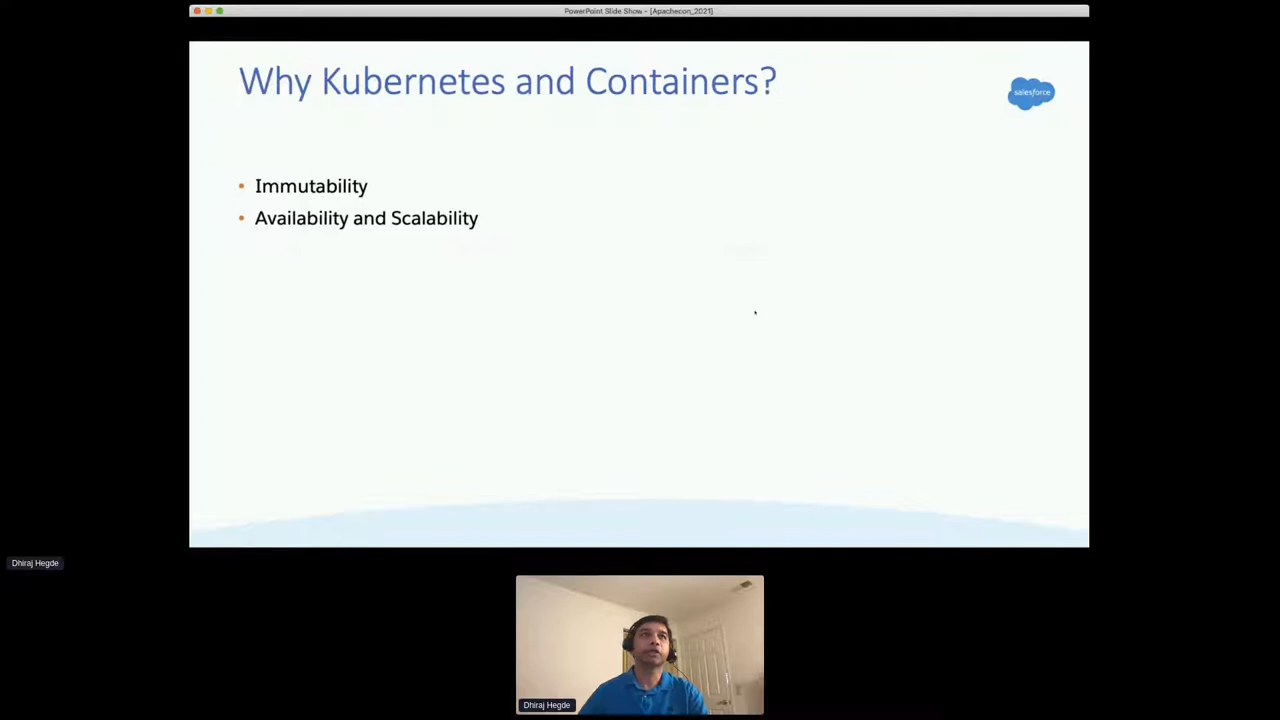 PowerPoint Slide Show - [Apachecon_2021]
Why Kubernetes and Containers?
salesforce
• Immutability
• Availability and Scalability
Dhiraj Hegde
Dhiraj Hegde